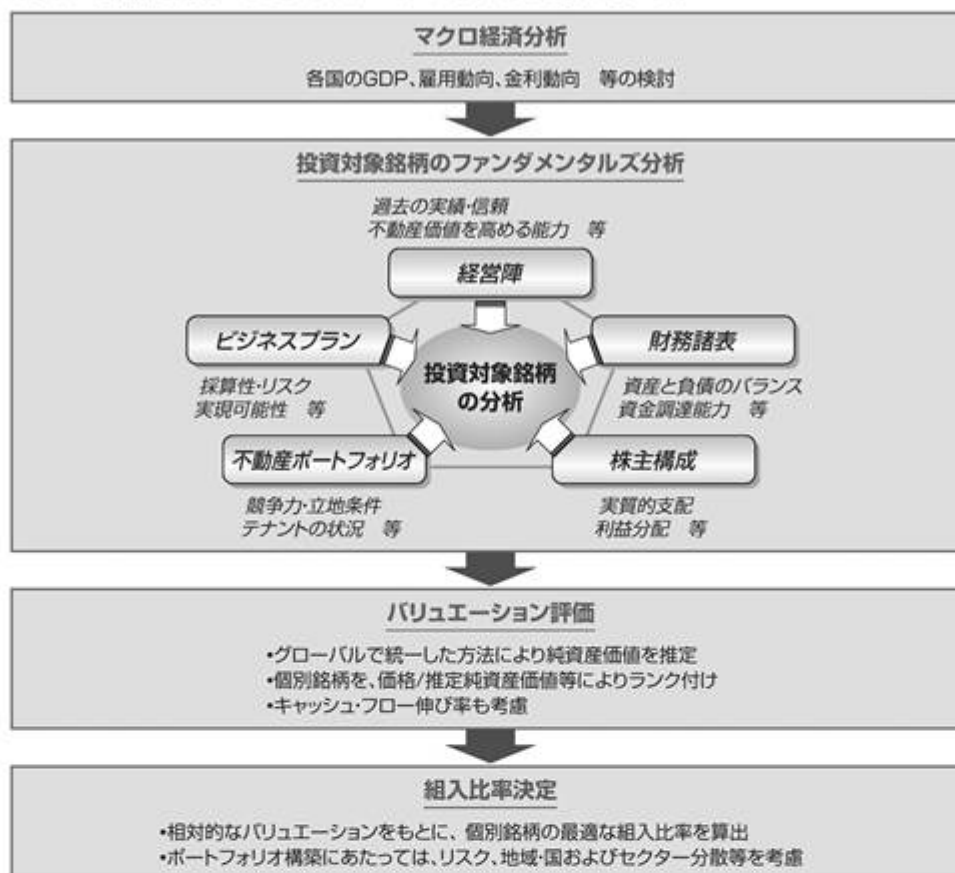 マクロ経済分析
各国のGDP、雇用動向、金利動向　等の検討
投資対象銘柄のファンダメンタルズ分析
過去の実績・信頼
不動産価値を高める能力　等
経営陣
ビジネスプラン
採算性・リスク
実現可能性　等
財務諸表
資産と負債のバランス
資金調達能力　等
投資対象銘柄
の分析
不動産ポートフォリオ
競争力・立地条件
テナントの状況　等
株主構成
実質的支配
利益分配　等
バリュエーション評価
•グローバルで統一した方法により純資産価値を推定
•個別銘柄を、価格/推定純資産価値等によりランク付け
•キャッシュ・フロー伸び率も考慮
組入比率決定
•相対的なバリュエーションをもとに、個別銘柄の最適な組入比率を算出
•ポートフォリオ構築にあたっては、リスク、地域・国およびセクター分散等を考慮